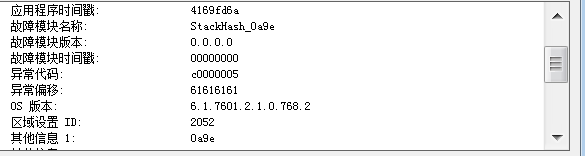 应用程序时间戳: 4169fd6a
故障模块名称: StackHash_0a9e
故障模块版本: 0.0.0.0
故障模块时间戳: 00000000
异常代码: c0000005
异常偏移: 61616161
OS 版本: 6.1.7601.2.1.0.768.2
区域设置 ID: 2052
其他信息 1: 0a9e